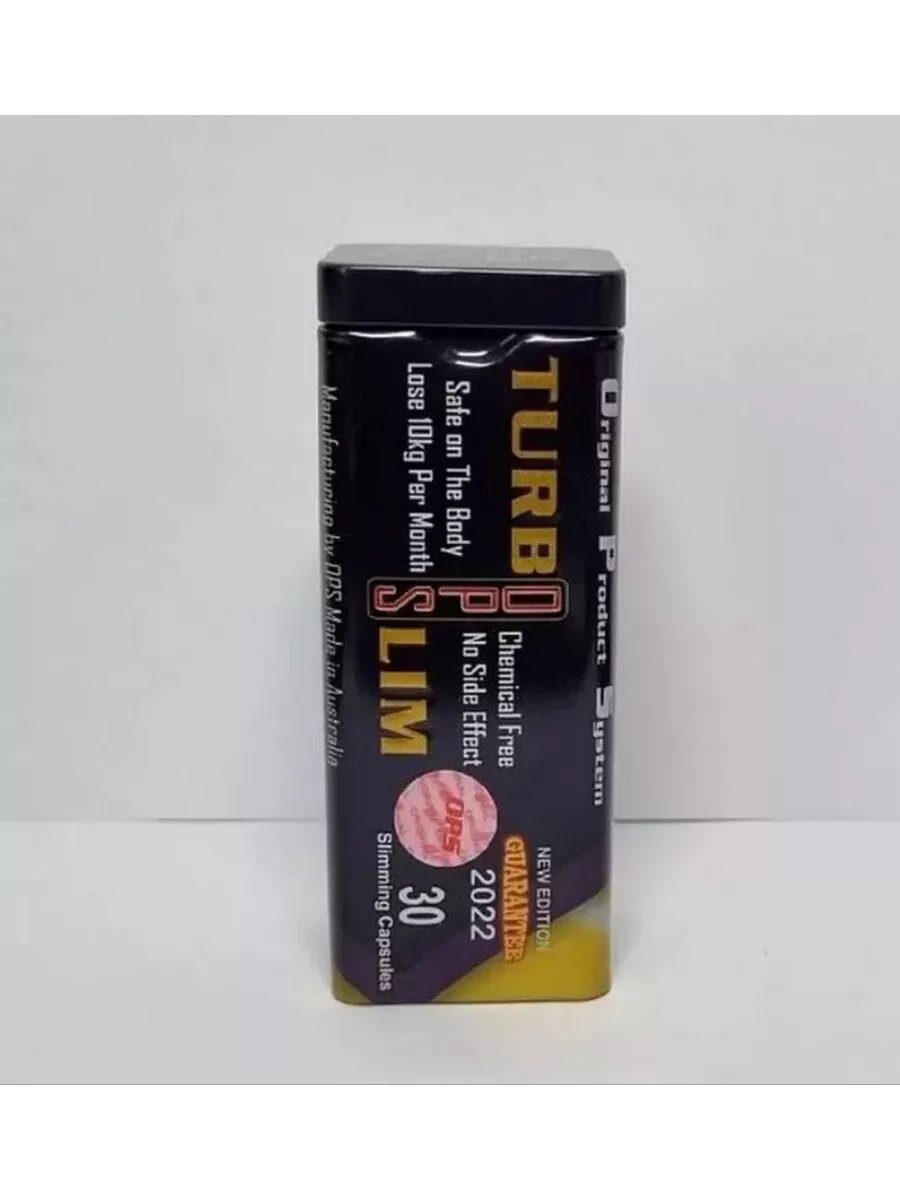 Original Product System
TURBO
OPS
SLIM
Safe on The Body
Lose 10kg Per Month
Chemical Free
No Side Effect
Manufacturing by OPS Made in Australia
OPS
NEW EDITION
GUARANTEE
2022
30
Slimming Capsules